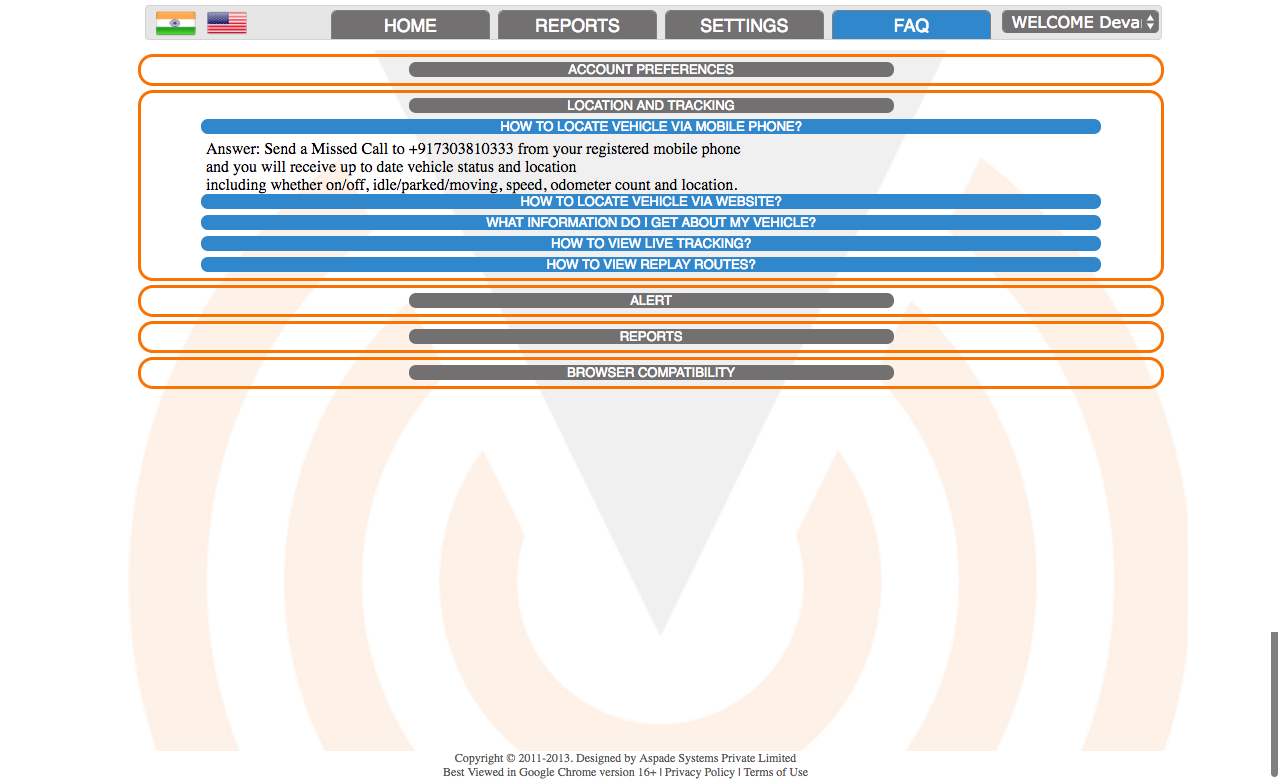 HOME REPORTS SETTINGS FAQ WELCOME Deva
ACCOUNT PREFERENCES
LOCATION AND TRACKING
HOW TO LOCATE VEHICLE VIA MOBILE PHONE?
Answer: Send a Missed Call to +917303810333 from your registered mobile phone
and you will receive up to date vehicle status and location
including whether on/off, idle/parked/moving, speed, odometer count and location.
HOW TO LOCATE VEHICLE VIA WEBSITE?
WHAT INFORMATION DO I GET ABOUT MY VEHICLE?
HOW TO VIEW LIVE TRACKING?
HOW TO VIEW REPLAY ROUTES?
ALERT
REPORTS
BROWSER COMPATIBILITY
Copyright © 2011-2013. Designed by Aspade Systems Private Limited
Best Viewed in Google Chrome version 16+ | Privacy Policy | Terms of Use